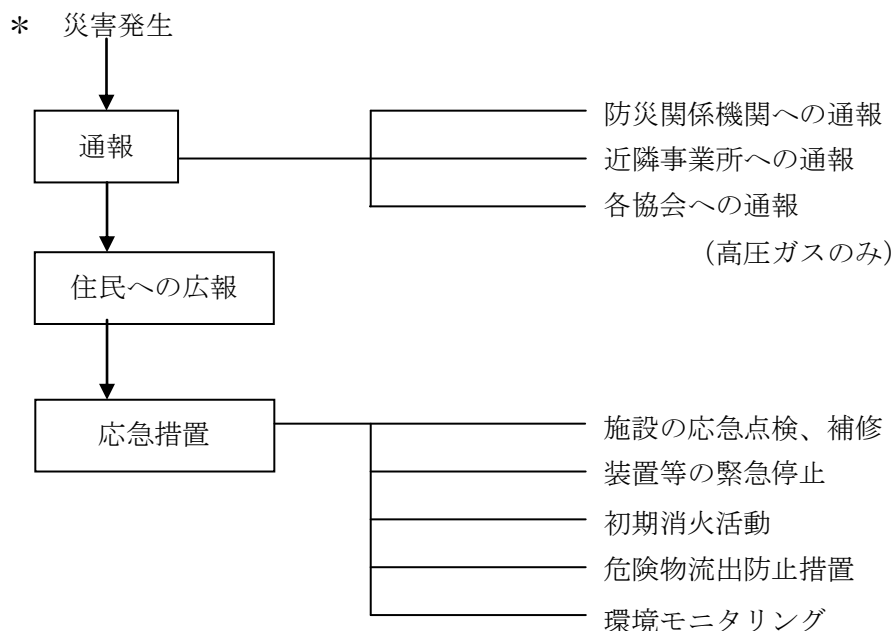 ＊　災害発生
通報
防災関係機関への通報
近隣事業所への通報
各協会への通報
（高圧ガスのみ）
住民への広報
応急措置
施設の応急点検、補修
装置等の緊急停止
初期消火活動
危険物流出防止措置
環境モニタリング